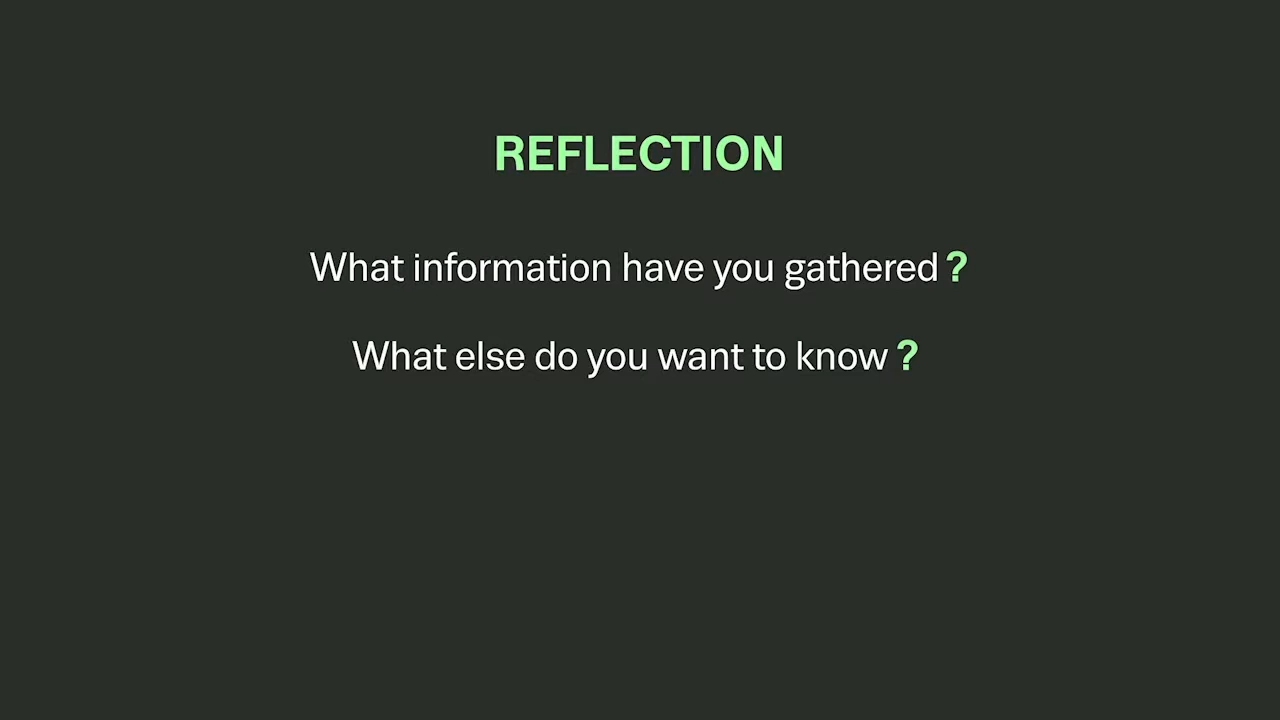 REFLECTION
What information have you gathered ?
What else do you want to know ?